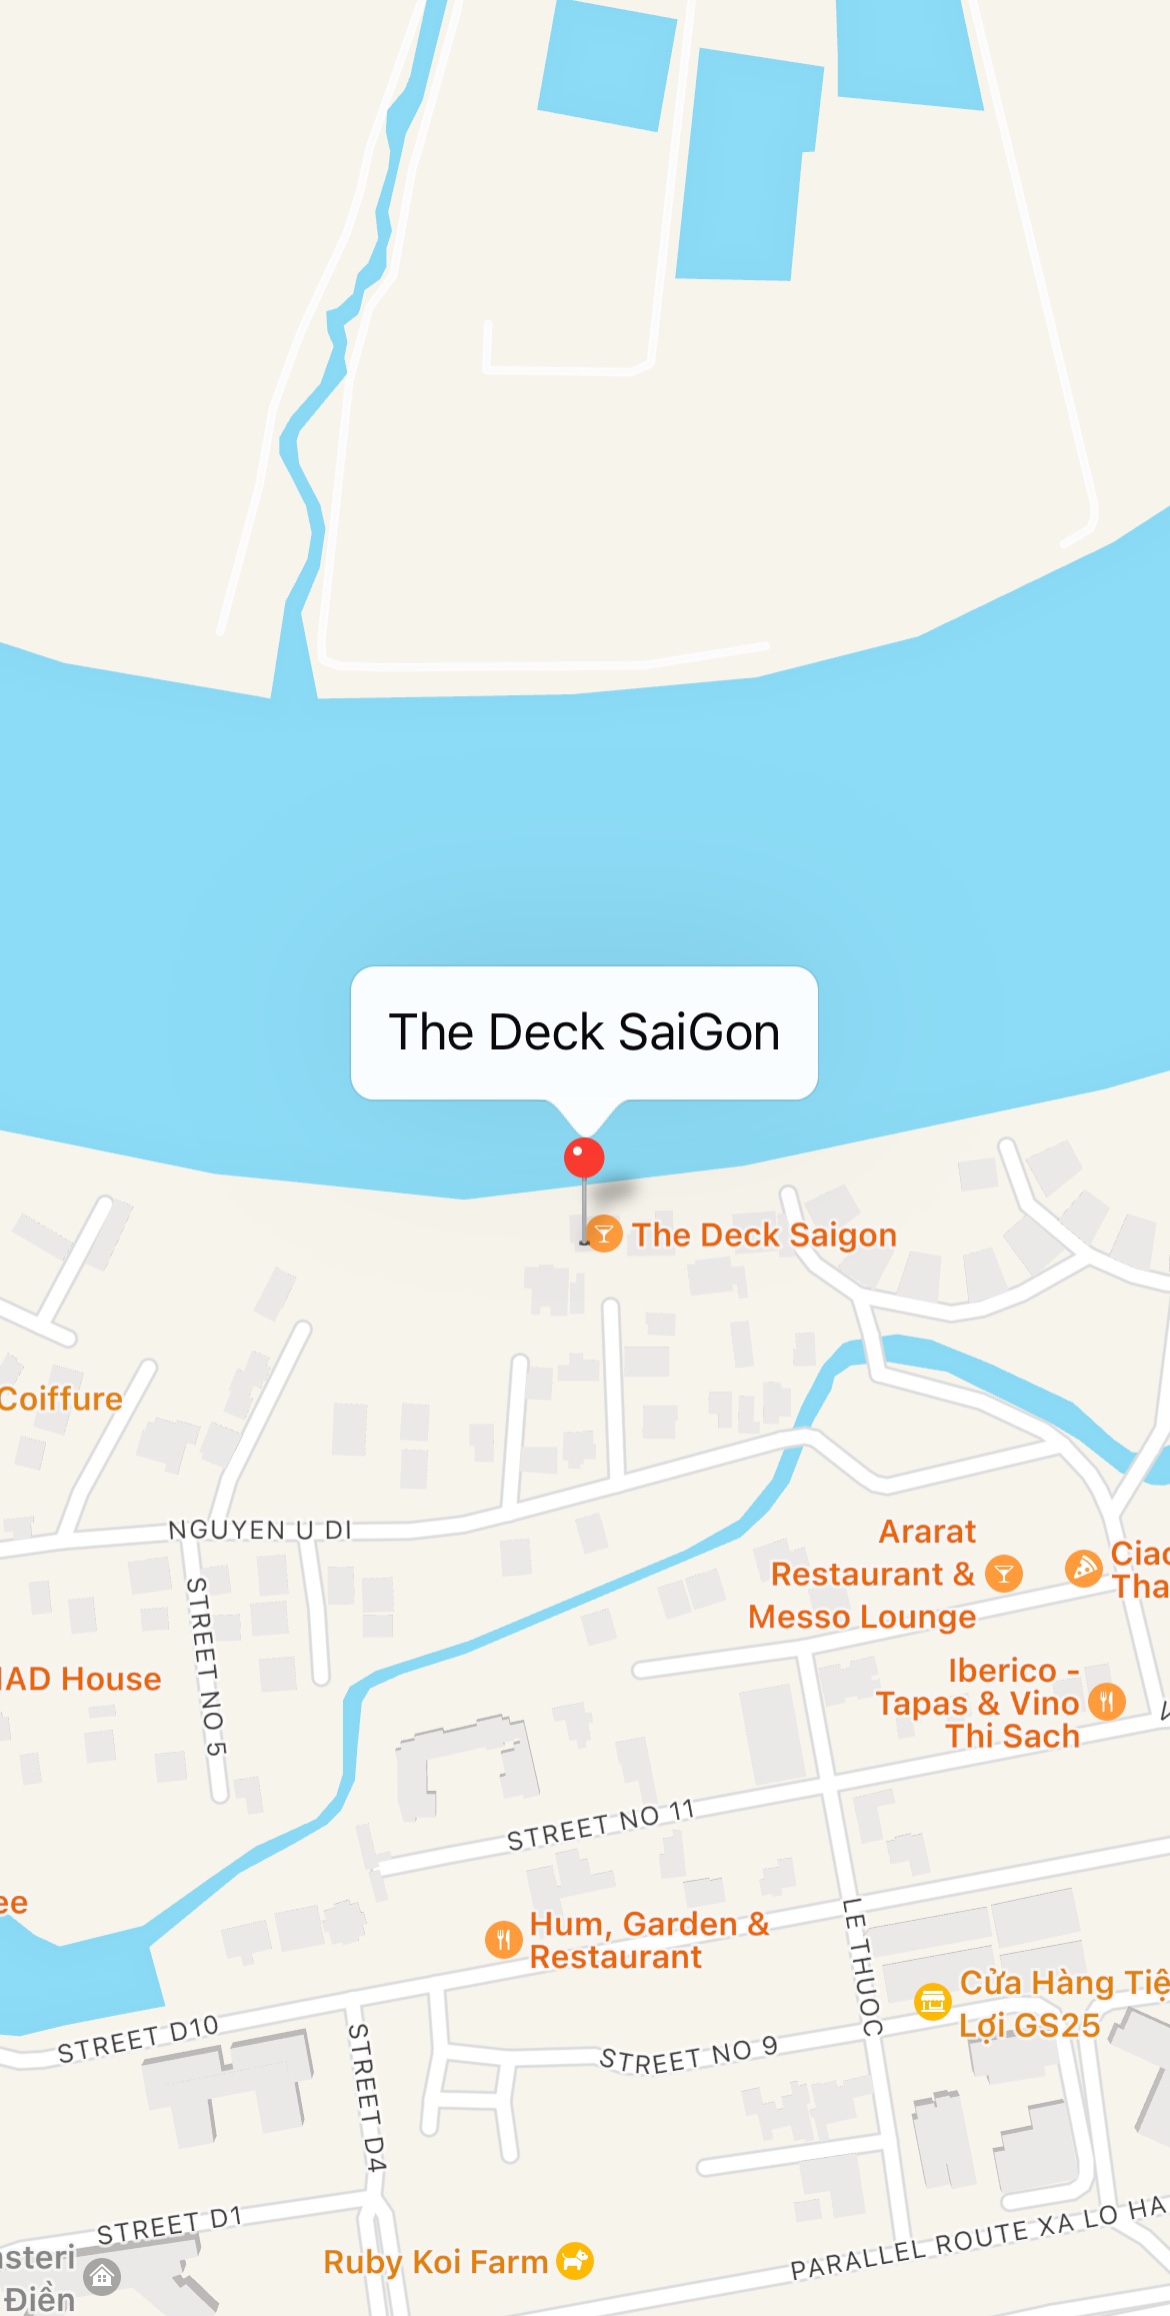 The Deck SaiGon
The Deck Saigon
Coiffure
NGUYEN U DI
Ararat
Restaurant &
Messo Lounge
Ciao
Tha
STREET NO 5
IAD House
Iberico -
Tapas & Vino
Thi Sach
STREET NO 11
ee
Hum, Garden &
Restaurant
LE THUOC
Cửa Hàng Tiệ
Lợi GS25
STREET D10
STREET NO 9
STREET D4
STREET D1
PARALLEL ROUTE XA LO HA
steri
Điền
Ruby Koi Farm